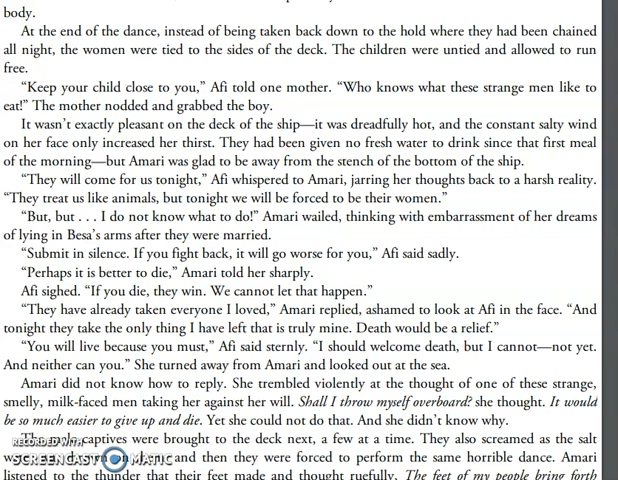 body.
At the end of the dance, instead of being taken back down to the hold where they had been chained
all night, the women were tied to the sides of the deck. The children were untied and allowed to run
free.
“Keep your child close to you,” Afi told one mother. “Who knows what these strange men like to
eat!” The mother nodded and grabbed the boy.
It wasn’t exactly pleasant on the deck of the ship—it was dreadfully hot, and the constant salty wind
on her face only increased her thirst. They had been given no fresh water to drink since that first meal
of the morning—but Amari was glad to be away from the stench of the bottom of the ship.
“They will come for us tonight,” Afi whispered to Amari, jarring her thoughts back to a harsh reality.
“They treat us like animals, but tonight we will be forced to be their women.”
“But, but . . . I do not know what to do!” Amari wailed, thinking with embarrassment of her dreams
of lying in Besa’s arms after they were married.
“Submit in silence. If you fight back, it will go worse for you,” Afi said sadly.
“Perhaps it is better to die,” Amari told her sharply.
Afi sighed. “If you die, they win. We cannot let that happen.”
“They have already taken everyone I loved,” Amari replied, ashamed to look at Afi in the face. “And
tonight they take the only thing I have left that is truly mine. Death would be a relief.”
“You will live because you must,” Afi said sternly. “I should welcome death, but I cannot—not yet.
And neither can you.” She turned away from Amari and looked out at the sea.
Amari did not know how to reply. She trembled violently at the thought of one of these strange,
smelly, milk-faced men taking her against her will. Shall I throw myself overboard? she thought. It would
be so much easier to give up and die. Yet she could not do that. And she didn’t know why.
captives were brought to the deck next, a few at a time. They also screamed as the salt
and then they were forced to perform the same horrible dance. Amari
listened to the thunder that their feet made and thought ruefully, The feet of my people bring forth
RECORDED WITH
SCREENCAST-O-MATIC